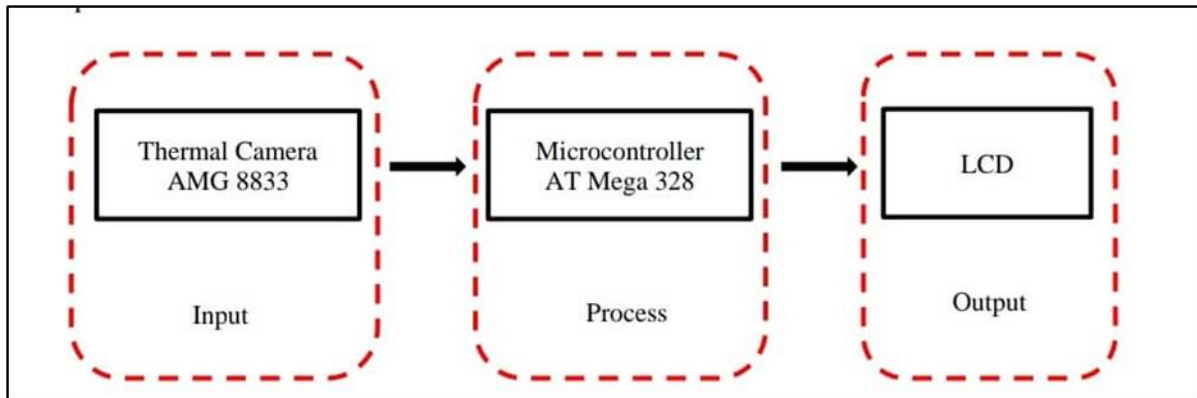 Thermal Camera
AMG 8833
Microcontroller
AT Mega 328
LCD
Input
Process
Output